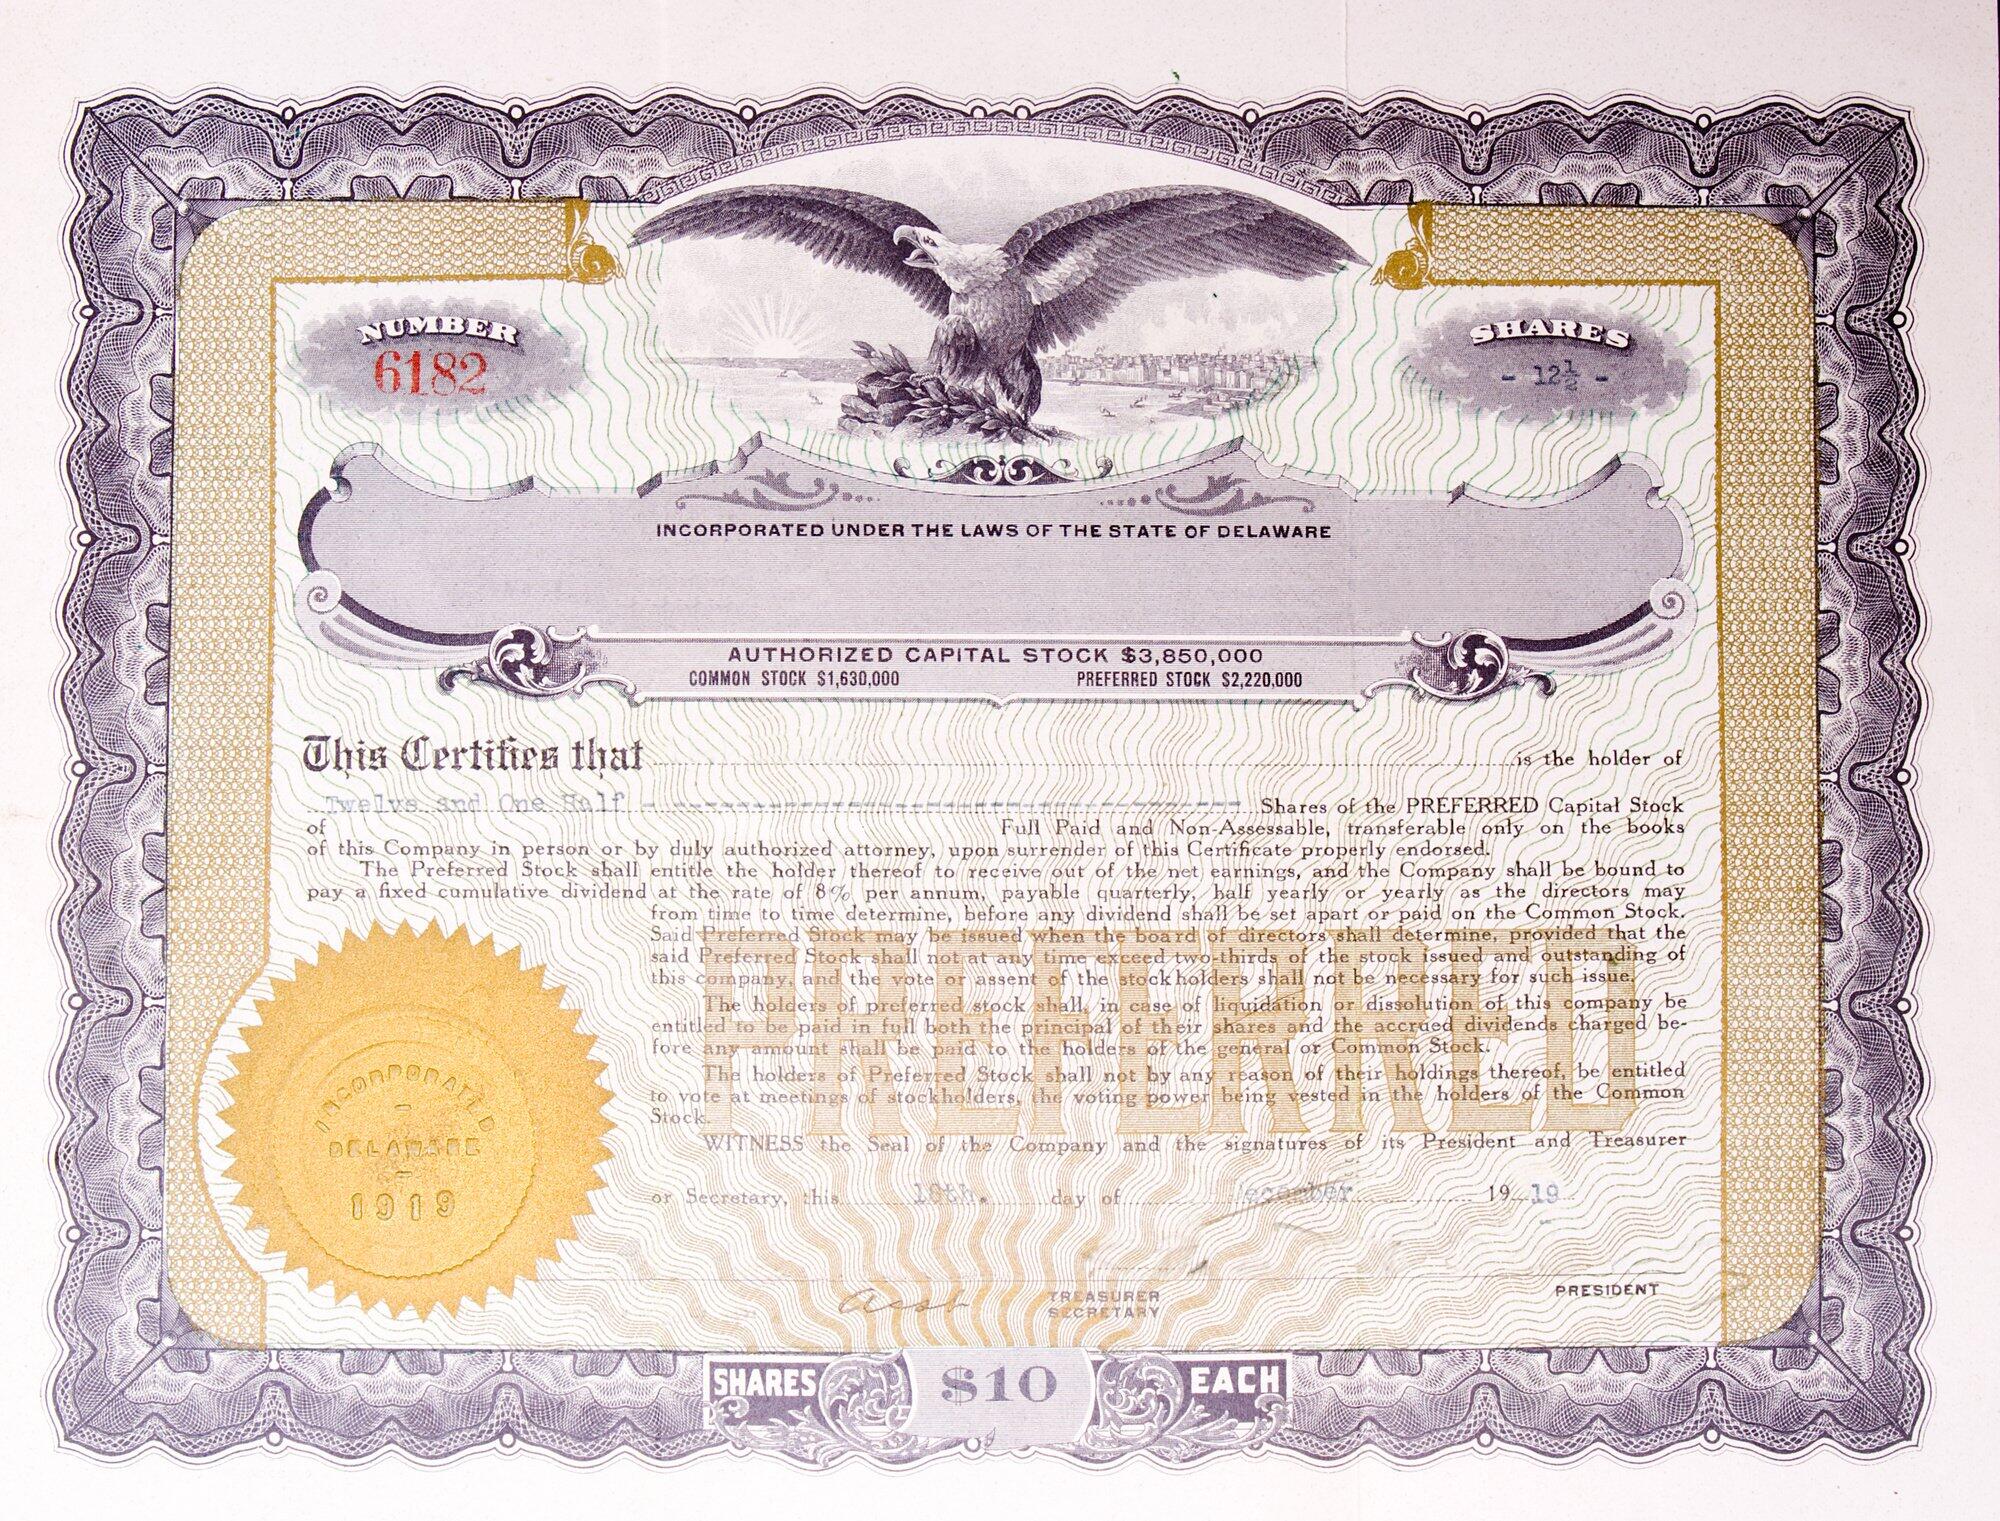 NUMBER
6182
SHARES
- 12½ -
INCORPORATED UNDER THE LAWS OF THE STATE OF DELAWARE
AUTHORIZED CAPITAL STOCK $3,850,000
COMMON STOCK $1,630,000 PREFERRED STOCK $2,220,000
This Certifies that is the holder of
Twelve and One Half - Shares of the PREFERRED Capital Stock
of Full Paid and Non-Assessable, transferable only on the books
of this Company in person or by duly authorized attorney, upon surrender of this Certificate properly endorsed.
The Preferred Stock shall entitle the holder thereof to receive out of the net earnings, and the Company shall be bound to
pay a fixed cumulative dividend at the rate of 8% per annum, payable quarterly, half yearly or yearly as the directors may
from time to time determine, before any dividend shall be set apart or paid on the Common Stock.
Said Preferred Stock may be issued when the board of directors shall determine, provided that the
said Preferred Stock shall not at any time exceed two-thirds of the stock issued and outstanding of
this company, and the vote or assent of the stockholders shall not be necessary for such issue.
The holders of preferred stock shall, in case of liquidation or dissolution of this company be
entitled to be paid in full both the principal of their shares and the accrued dividends charged be-
fore any amount shall be paid to the holders of the general or Common Stock.
The holders of Preferred Stock shall not by any reason of their holdings thereof, be entitled
to vote at meetings of stockholders, the voting power being vested in the holders of the Common
Stock.
WITNESS the Seal of the Company and the signatures of its President and Treasurer
or Secretary, this day of 19 19
PREFERRED
INCORPORATED
DELAWARE
1919
TREASURER
SECRETARY
PRESIDENT
SHARES $10 EACH